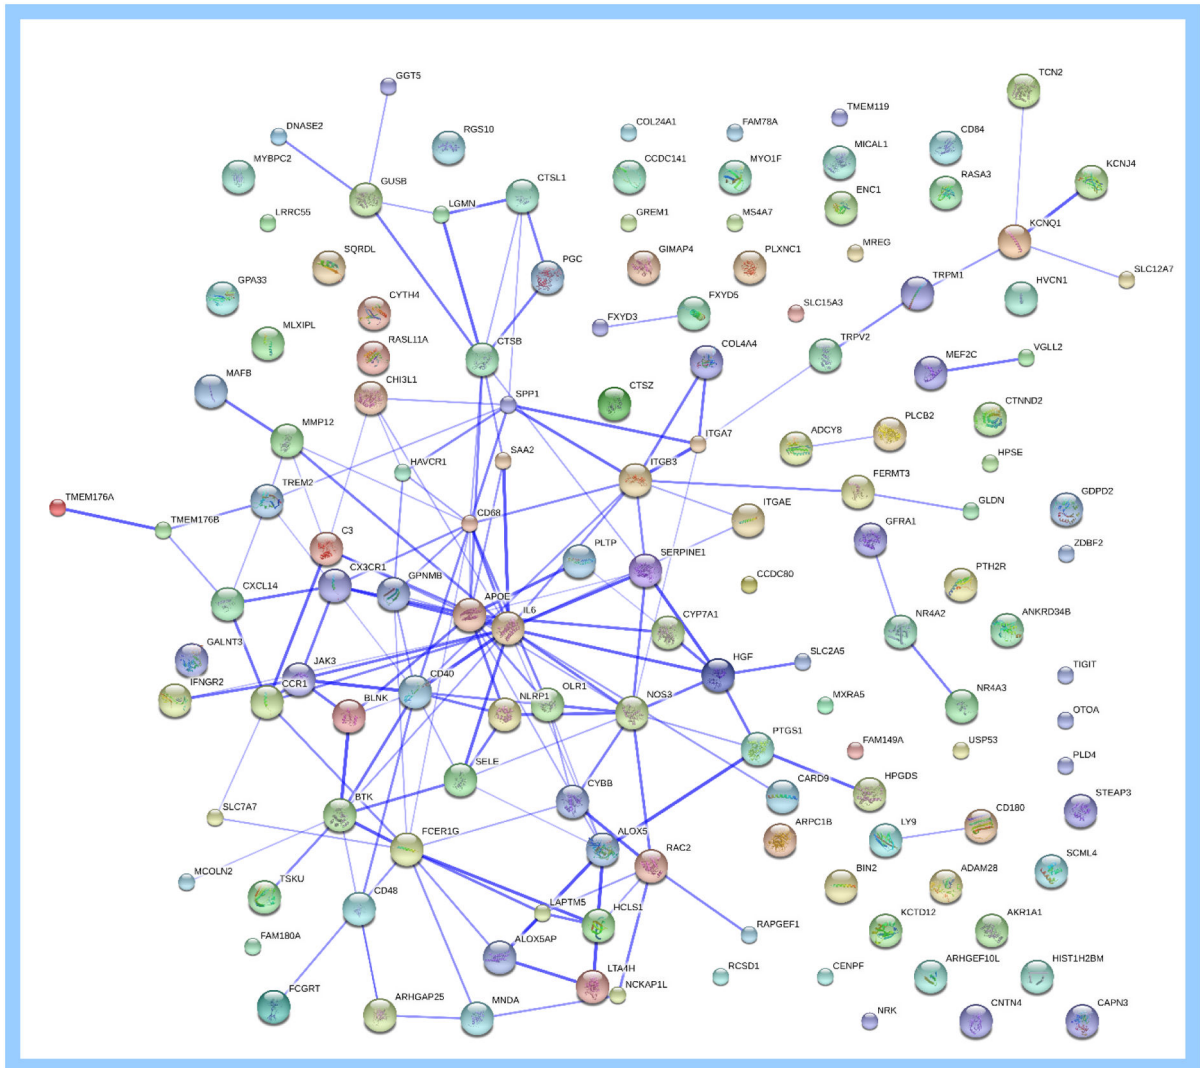 GGT5
TCN2
TMEM119
DNASE2
COL24A1
FAM78A
RGS10
CD84
MYBPC2
MICAL1
CCDC141
MYO1F
KCNJ4
GUSB
CTSL1
RASA3
ENC1
LGMN
LRRC55
GREM1
MS4A7
KCNQ1
MREG
SQRDL
PGC
GIMAP4
PLXNC1
SLC12A7
TRPM1
GPA33
HVCN1
CYTH4
FXYD5
SLC15A3
FXYD3
MLXIPL
RASL11A
CTSB
COL4A4
TRPV2
VGLL2
MEF2C
MAFB
CHI3L1
SPP1
CTSZ
CTNND2
PLCB2
MMP12
ITGA7
ADCY8
SAA2
HPSE
HAVCR1
ITGB3
FERMT3
TREM2
TMEM176A
GLDN
GDPD2
ITGAE
CD68
TMEM176B
C3
GFRA1
ZDBF2
PLTP
SERPINE1
CX3CR1
GPNMB
CCDC80
PTH2R
CXCL14
APOE
IL6
CYP7A1
NR4A2
ANKRD34B
GALNT3
HGF
SLC2A5
JAK3
CD40
TIGIT
IFNGR2
CCR1
BLNK
NLRP1
OLR1
NOS3
MXRA5
NR4A3
OTOA
PTGS1
FAM149A
USP53
SELE
PLD4
CYBB
CARD9
HPGDS
SLC7A7
BTK
STEAP3
FCER1G
ALOX5
ARPC1B
LY9
CD180
RAC2
MCOLN2
TSKU
BIN2
ADAM28
SCML4
CD48
LAPTM5
HCLS1
RAPGEF1
KCTD12
AKR1A1
FAM180A
ALOX5AP
LTA4H
RCSD1
CENPF
ARHGEF10L
HIST1H2BM
NCKAP1L
FCGRT
ARHGAP25
MNDA
NRK
CNTN4
CAPN3